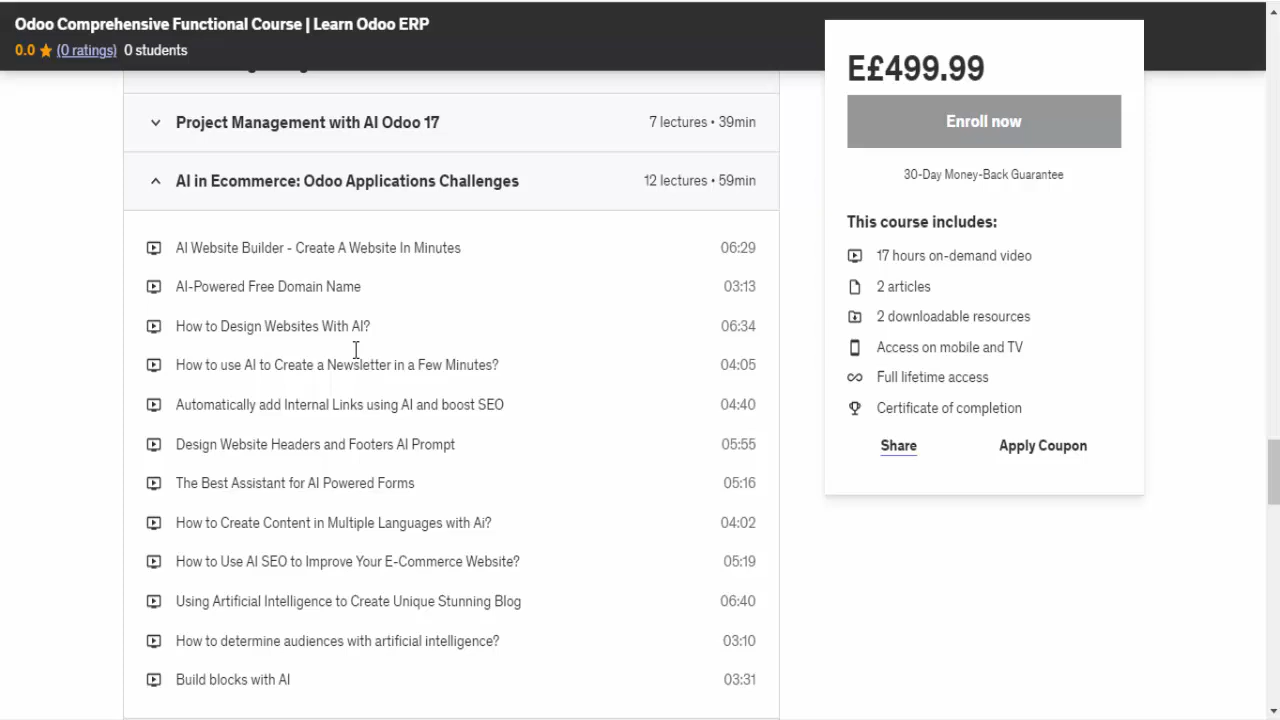 Odoo Comprehensive Functional Course | Learn Odoo ERP
0.0 (0 ratings) 0 students
Project Management with AI Odoo 17 7 lectures • 39min
AI in Ecommerce: Odoo Applications Challenges 12 lectures • 59min
AI Website Builder - Create A Website In Minutes 06:29
AI-Powered Free Domain Name 03:13
How to Design Websites With AI? 06:34
How to use AI to Create a Newsletter in a Few Minutes? 04:05
Automatically add Internal Links using AI and boost SEO 04:40
Design Website Headers and Footers AI Prompt 05:55
The Best Assistant for AI Powered Forms 05:16
How to Create Content in Multiple Languages with Ai? 04:02
How to Use AI SEO to Improve Your E-Commerce Website? 05:19
Using Artificial Intelligence to Create Unique Stunning Blog 06:40
How to determine audiences with artificial intelligence? 03:10
Build blocks with AI 03:31
E£499.99
Enroll now
30-Day Money-Back Guarantee
This course includes:
17 hours on-demand video
2 articles
2 downloadable resources
Access on mobile and TV
Full lifetime access
Certificate of completion
Share Apply Coupon